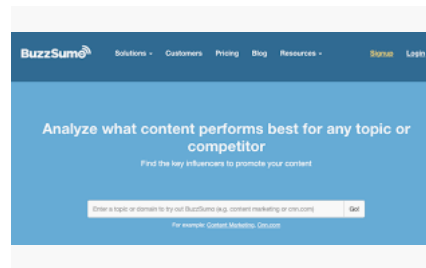 BuzzSumo
Solutions Customers Pricing Blog Resources Signup Login
Analyze what content performs best for any topic or
competitor
Find the key influencers to promote your content
Enter a topic or domain to try out BuzzSumo (e.g. content marketing or cnn.com) Go!
For example: Content Marketing, Cnn.com